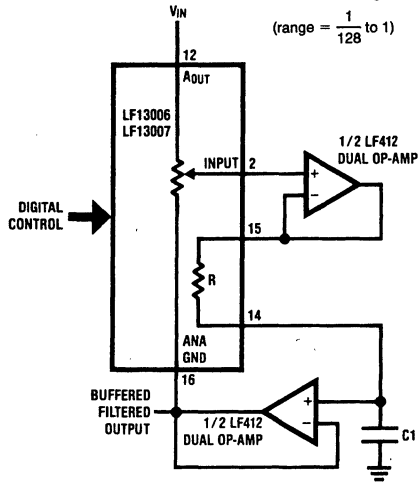 VIN
(range = 1/128 to 1)
12
AOUT
LF13006
LF13007
INPUT
2
1/2 LF412
DUAL OP-AMP
+
−
DIGITAL
CONTROL
15
R
14
ANA
GND
16
BUFFERED
FILTERED
OUTPUT
1/2 LF412
DUAL OP-AMP
+
−
C1